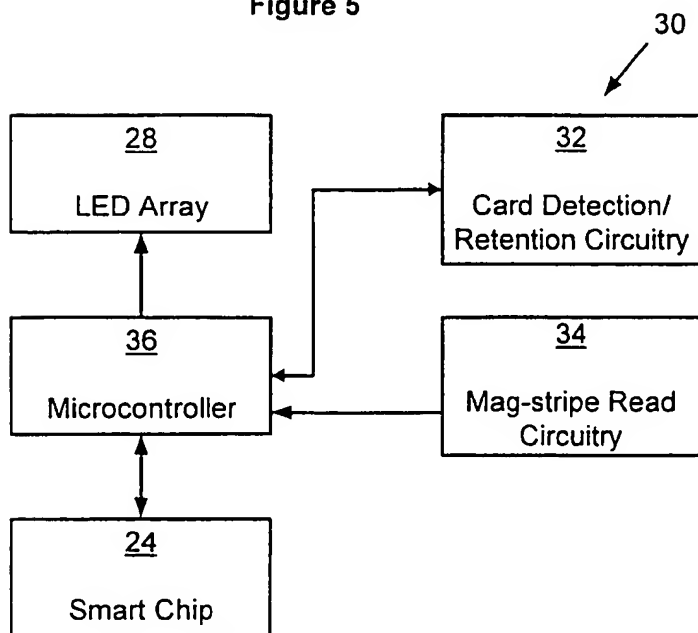 Figure 5
30
28
LED Array
32
Card Detection/
Retention Circuitry
36
Microcontroller
34
Mag-stripe Read
Circuitry
24
Smart Chip